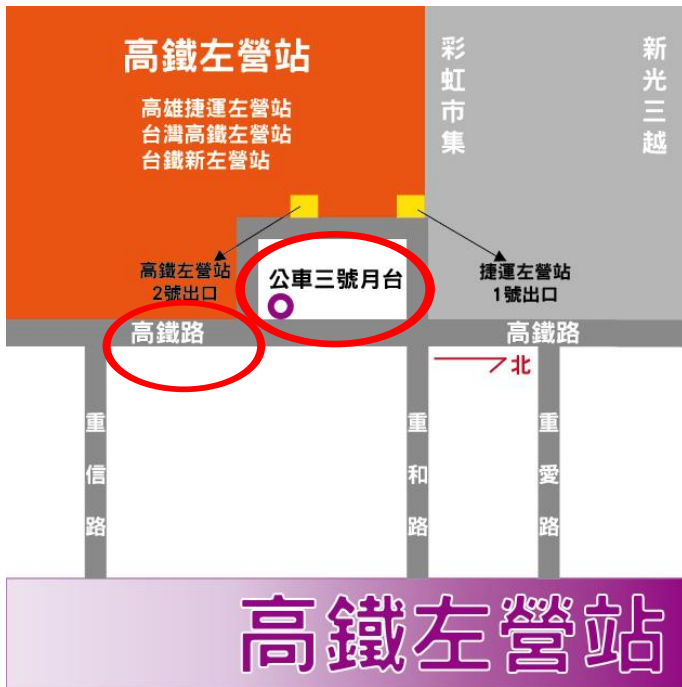 高鐵左營站
高雄捷運左營站
台灣高鐵左營站
台鐵新左營站
彩虹市集
新光三越
高鐵左營站
2號出口
公車三號月台
捷運左營站
1號出口
高鐵路
高鐵路
北
重信路
重和路
重愛路
高鐵左營站